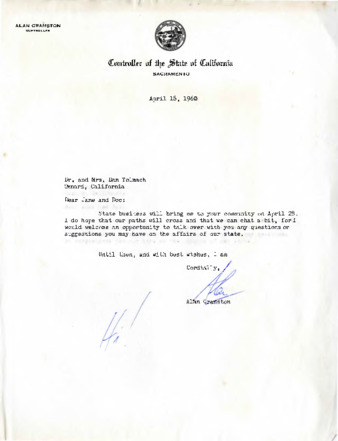 ALAN CRANSTON
CONTROLLER
Controller of the State of California
SACRAMENTO
April 15, 1960
Dr. and Mrs. Dan Tolmach
Oxnard, California
Dear Jane and Doc:
State business will bring me to your community on April 25.
I do hope that our paths will cross and that we can chat a bit, for I
would welcome an opportunity to talk over with you any questions or
suggestions you may have on the affairs of our state.
Until then, and with best wishes, I am
Cordially,
Alan
Alan Cranston
Hi!